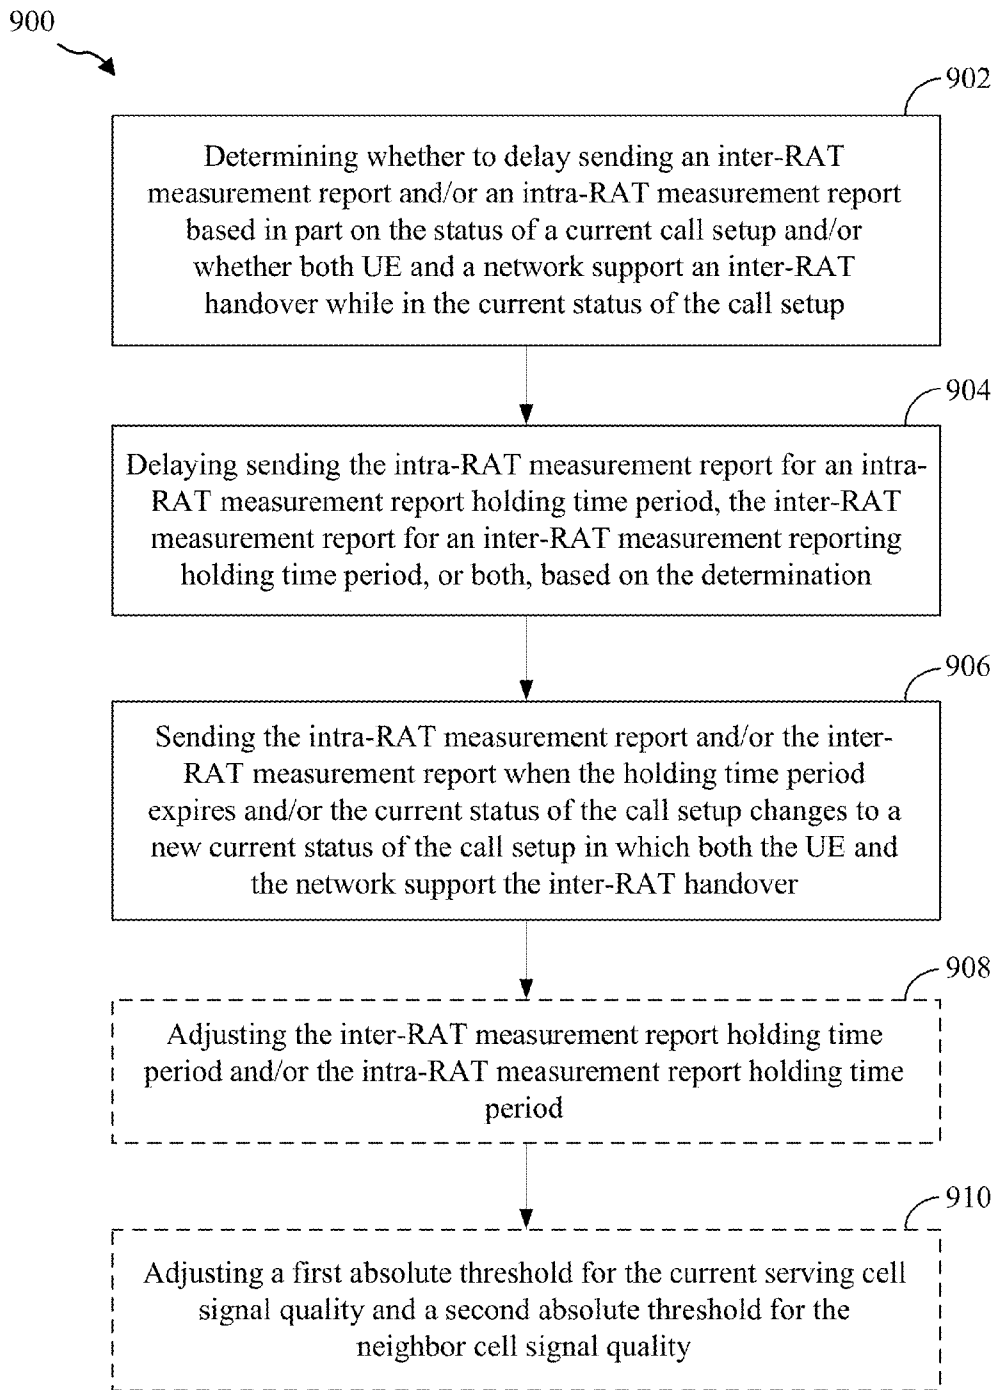 900
902
Determining whether to delay sending an inter-RAT
measurement report and/or an intra-RAT measurement report
based in part on the status of a current call setup and/or
whether both UE and a network support an inter-RAT
handover while in the current status of the call setup
904
Delaying sending the intra-RAT measurement report for an intra-
RAT measurement report holding time period, the inter-RAT
measurement report for an inter-RAT measurement reporting
holding time period, or both, based on the determination
906
Sending the intra-RAT measurement report and/or the inter-
RAT measurement report when the holding time period
expires and/or the current status of the call setup changes to a
new current status of the call setup in which both the UE and
the network support the inter-RAT handover
908
Adjusting the inter-RAT measurement report holding time
period and/or the intra-RAT measurement report holding time
period
910
Adjusting a first absolute threshold for the current serving cell
signal quality and a second absolute threshold for the
neighbor cell signal quality